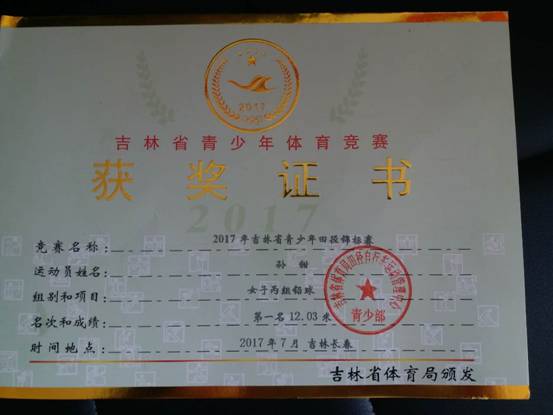 2017
吉林省青少年体育竞赛
获奖证书
2017
竞赛名称: 2017年吉林省青少年田径锦标赛
运动员姓名: 孙
组别和项目: 女子丙组铅球
名次和成绩: 第一名12.03米
时间地点: 2017年7月 吉林长春
青少部
吉林省体育局颁发